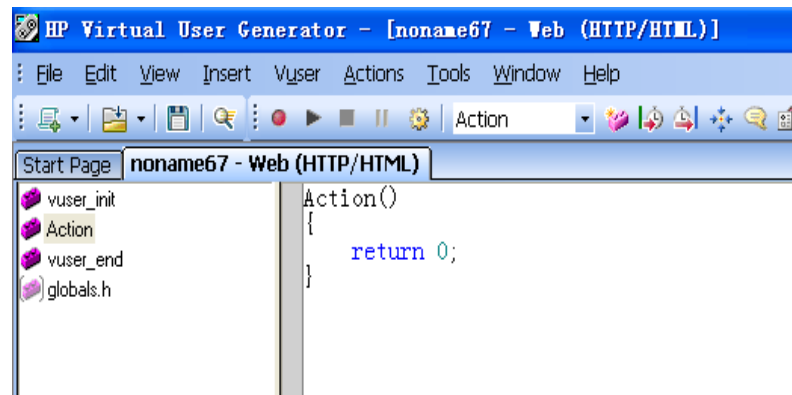 HP Virtual User Generator - [noname67 - Web (HTTP/HTML)]
File Edit View Insert Vuser Actions Tools Window Help
Action
Start Page noname67 - Web (HTTP/HTML)
vuser_init
Action
vuser_end
globals.h
Action()
{
return 0;
}